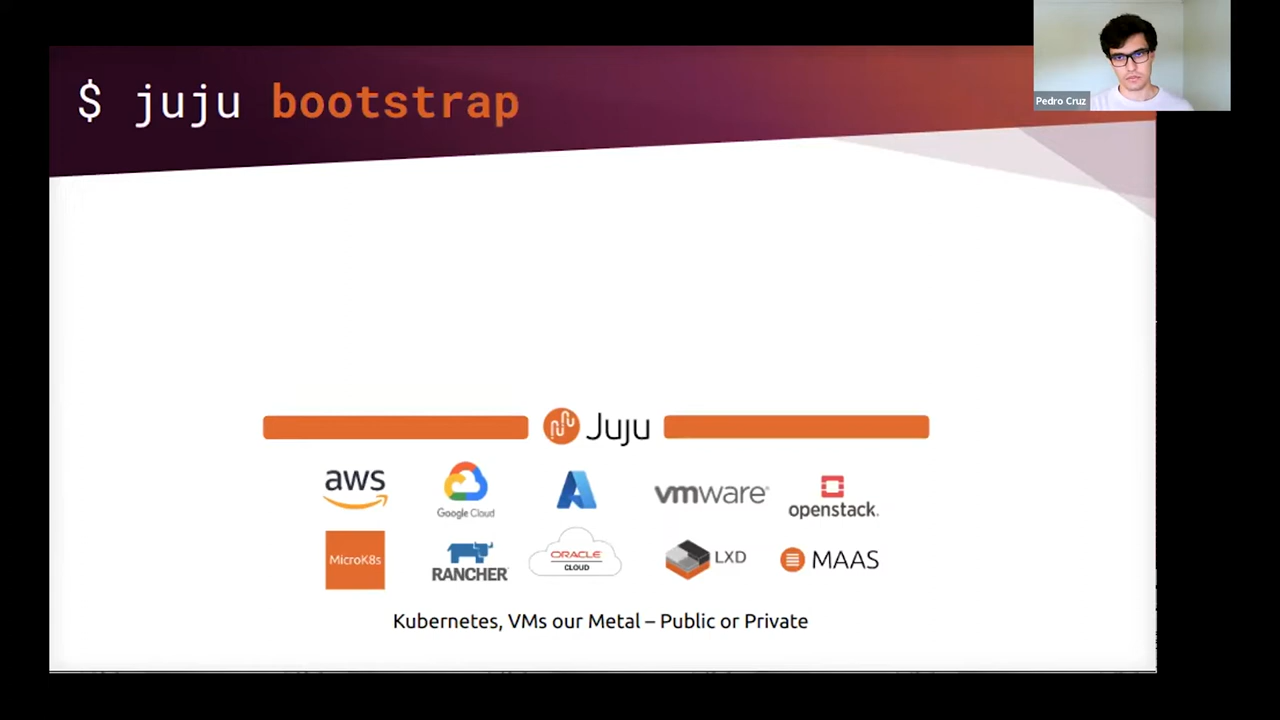 $ juju bootstrap
Pedro Cruz
Juju
aws
Google Cloud
vmware®
openstack.
MicroK8s
RANCHER
ORACLE
CLOUD
LXD
MAAS
Kubernetes, VMs our Metal – Public or Private